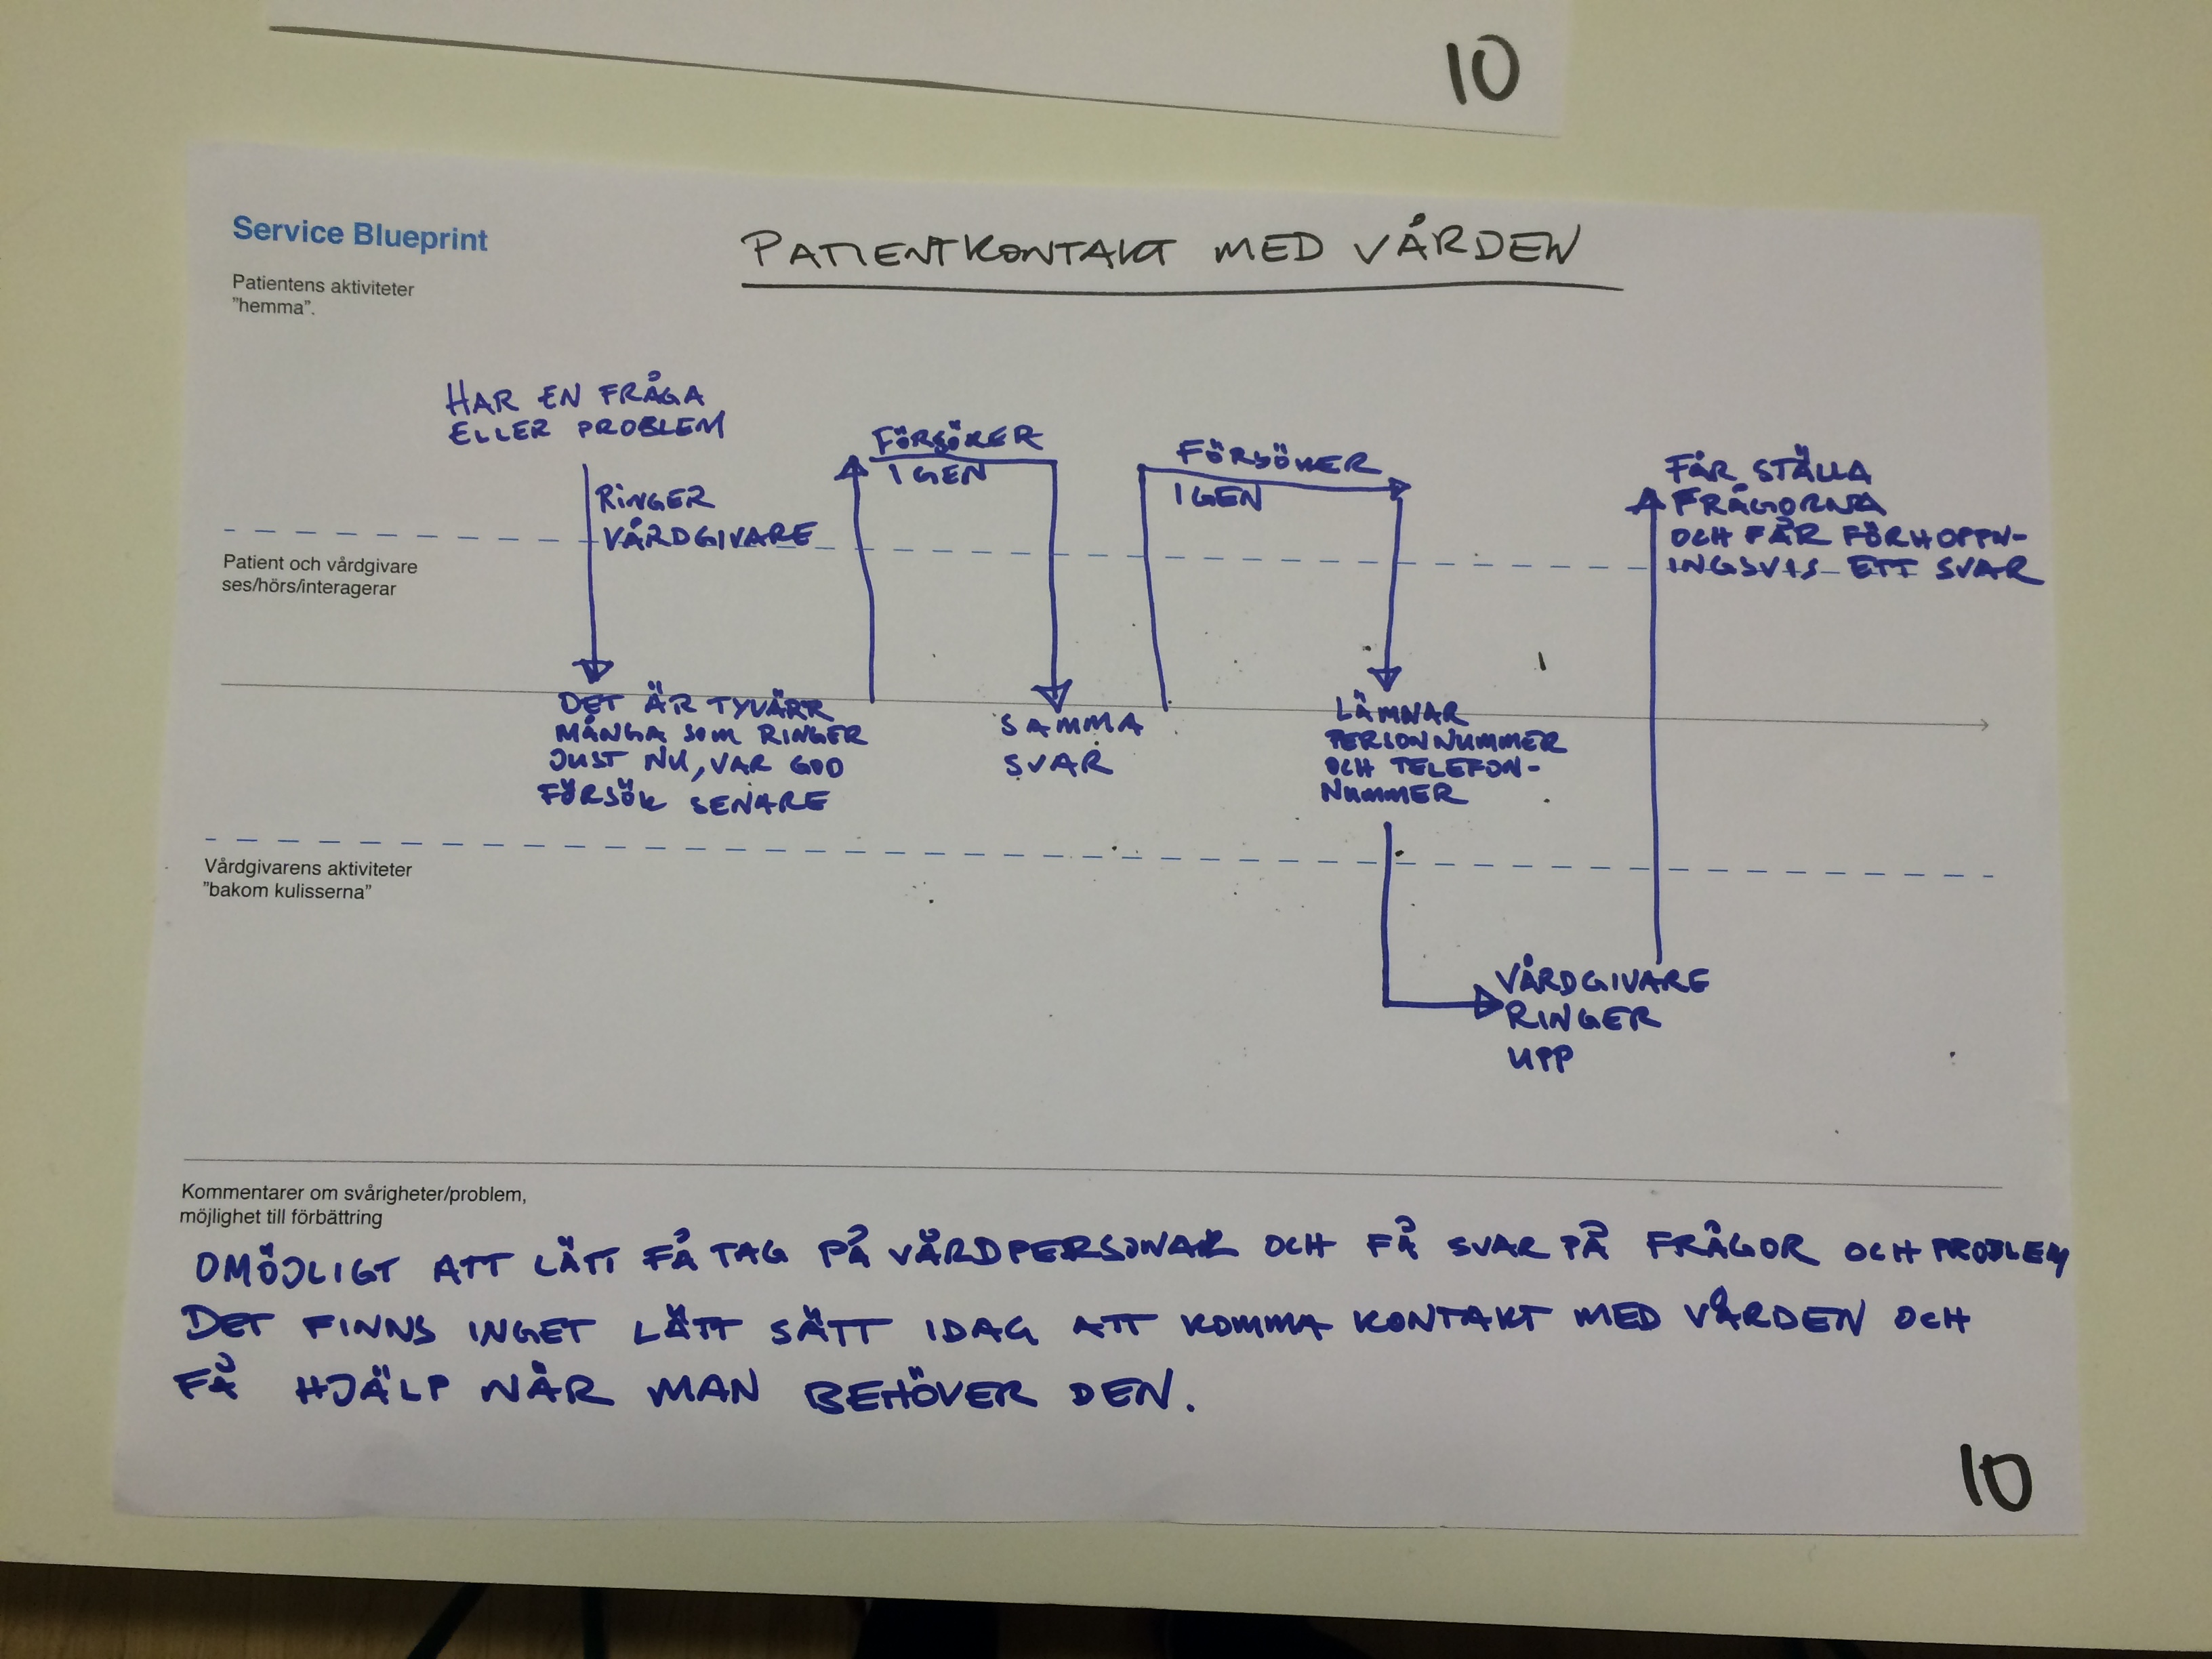 10
Service Blueprint
PATIENTKONTAKT MED VÅRDEN
Patientens aktiviteter
"hemma".
HAR EN FRÅGA
ELLER PROBLEM
RINGER
VÅRDGIVARE
FÖRSÖKER
IGEN
FÖRSÖKER
IGEN
FÅR STÄLLA
FRÅGORNA
OCH FÅR FÖRHOPPN-
INGSVIS ETT SVAR
Patient och vårdgivare
ses/hörs/interagerar
DET ÄR TYVÄRR
MÅNGA SOM RINGER
JUST NU, VAR GOD
FÖRSÖK SENARE
SAMMA
SVAR
LÄMNAR
PERSONNUMMER
OCH TELEFON-
NUMMER
Vårdgivarens aktiviteter
"bakom kulisserna"
VÅRDGIVARE
RINGER
UPP
Kommentarer om svårigheter/problem,
möjlighet till förbättring
OMÖJLIGT ATT LÄTT FÅ TAG PÅ VÅRDPERSONAL OCH FÅ SVAR PÅ FRÅGOR OCH PROBLEM
DET FINNS INGET LÄTT SÄTT IDAG ATT KOMMA KONTAKT MED VÅRDEN OCH
FÅ HJÄLP NÄR MAN BEHÖVER DEN.
10